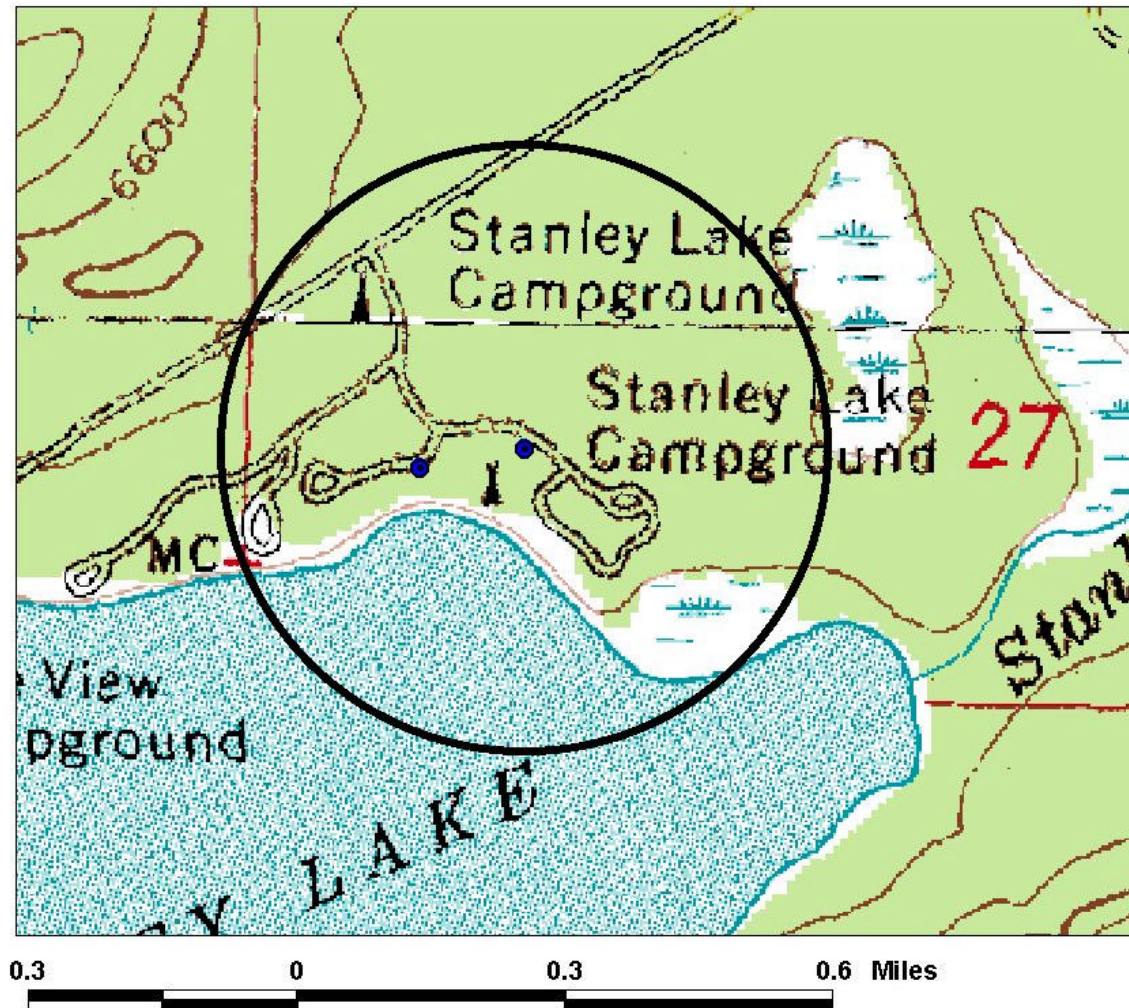 6600
Stanley Lake
Campground
Stanley Lake
Campground
27
MC
e View
pground
LAKE
0.3 0 0.3 0.6 Miles